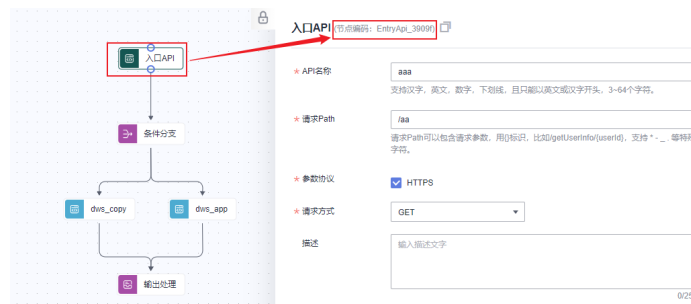 入口API
条件分支
dws_copy
dws_app
输出处理
入口API (节点编码：EntryApi_3909f)
* API名称
aaa
支持汉字，英文，数字，下划线，且只能以英文或汉字开头，3~64个字符。
* 请求Path
/aa
请求Path可以包含请求参数，用{}标识，比如/getUserInfo/{userId}，支持 * - _ . 等特殊
字符。
* 参数协议
HTTPS
* 请求方式
GET
描述
输入描述文字
0/25